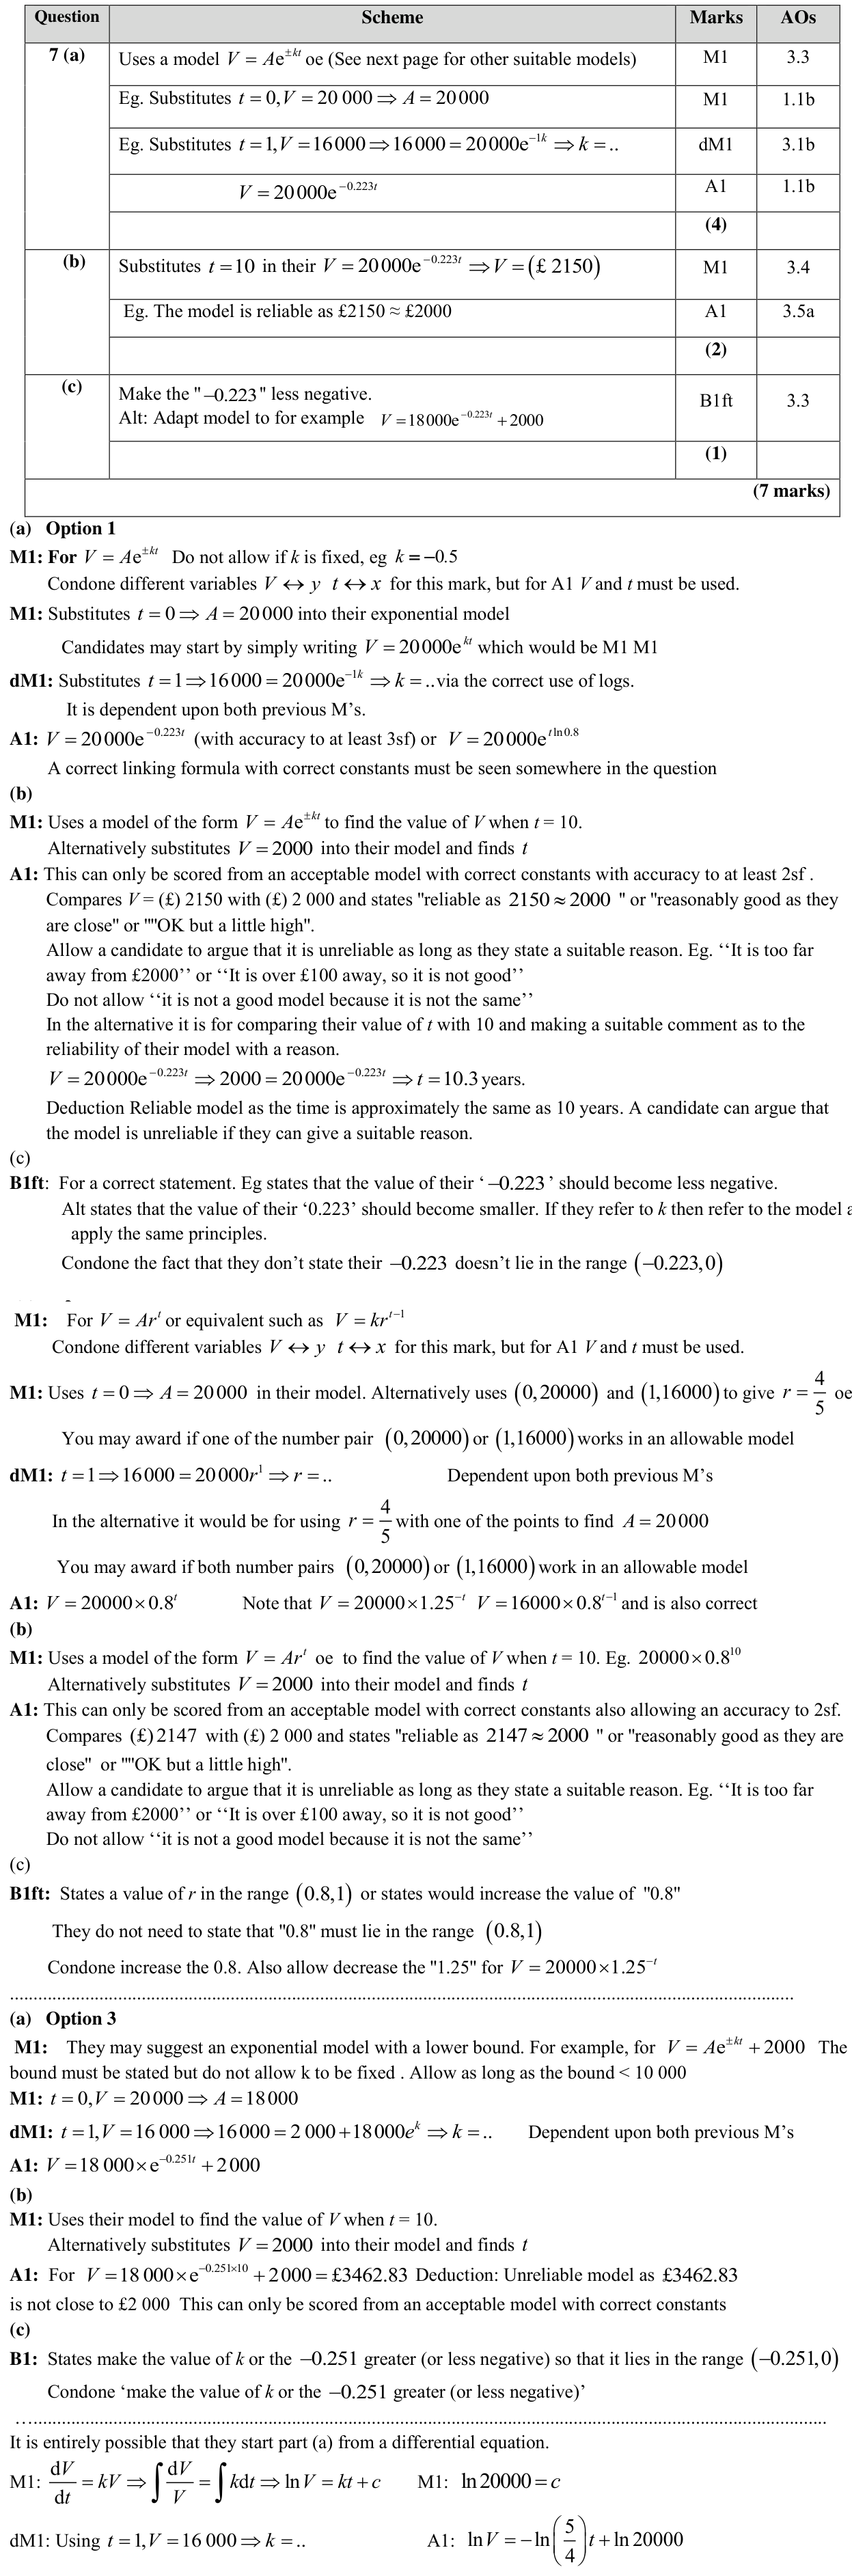 Question Scheme Marks AOs
7 (a) Uses a model V = Ae^{±kt} oe (See next page for other suitable models) M1 3.3
Eg. Substitutes t = 0, V = 20 000 ⇒ A = 20000 M1 1.1b
Eg. Substitutes t = 1, V = 16000 ⇒ 16000 = 20000e^{−1k} ⇒ k = .. dM1 3.1b
V = 20000e^{−0.223t} A1 1.1b
(4)
(b) Substitutes t = 10 in their V = 20000e^{−0.223t} ⇒ V = (£ 2150) M1 3.4
Eg. The model is reliable as £2150 ≈ £2000 A1 3.5a
(2)
(c) Make the "−0.223" less negative.
Alt: Adapt model to for example V = 18000e^{−0.223t} + 2000 B1ft 3.3
(1)
(7 marks)
(a) Option 1
M1: For V = Ae^{±kt} Do not allow if k is fixed, eg k = −0.5
Condone different variables V ↔ y t ↔ x for this mark, but for A1 V and t must be used.
M1: Substitutes t = 0 ⇒ A = 20000 into their exponential model
Candidates may start by simply writing V = 20000e^{kt} which would be M1 M1
dM1: Substitutes t = 1 ⇒ 16000 = 20000e^{−1k} ⇒ k = .. via the correct use of logs.
It is dependent upon both previous M's.
A1: V = 20000e^{−0.223t} (with accuracy to at least 3sf) or V = 20000e^{t ln 0.8}
A correct linking formula with correct constants must be seen somewhere in the question
(b)
M1: Uses a model of the form V = Ae^{±kt} to find the value of V when t = 10.
Alternatively substitutes V = 2000 into their model and finds t
A1: This can only be scored from an acceptable model with correct constants with accuracy to at least 2sf .
Compares V = (£) 2150 with (£) 2 000 and states "reliable as 2150 ≈ 2000 " or "reasonably good as they
are close" or ""OK but a little high".
Allow a candidate to argue that it is unreliable as long as they state a suitable reason. Eg. ‘‘It is too far
away from £2000’’ or ‘‘It is over £100 away, so it is not good’’
Do not allow ‘‘it is not a good model because it is not the same’’
In the alternative it is for comparing their value of t with 10 and making a suitable comment as to the
reliability of their model with a reason.
V = 20000e^{−0.223t} ⇒ 2000 = 20000e^{−0.223t} ⇒ t = 10.3 years.
Deduction Reliable model as the time is approximately the same as 10 years. A candidate can argue that
the model is unreliable if they can give a suitable reason.
(c)
B1ft: For a correct statement. Eg states that the value of their ‘−0.223’ should become less negative.
Alt states that the value of their ‘0.223’ should become smaller. If they refer to k then refer to the model a
apply the same principles.
Condone the fact that they don’t state their −0.223 doesn’t lie in the range (−0.223,0)
M1: For V = Ar^t or equivalent such as V = kr^{t−1}
Condone different variables V ↔ y t ↔ x for this mark, but for A1 V and t must be used.
M1: Uses t = 0 ⇒ A = 20000 in their model. Alternatively uses (0,20000) and (1,16000) to give r = 4/5 oe
You may award if one of the number pair (0,20000) or (1,16000) works in an allowable model
dM1: t = 1 ⇒ 16000 = 20000r^1 ⇒ r = .. Dependent upon both previous M’s
In the alternative it would be for using r = 4/5 with one of the points to find A = 20000
You may award if both number pairs (0,20000) or (1,16000) work in an allowable model
A1: V = 20000×0.8^t Note that V = 20000×1.25^{−t} V = 16000×0.8^{t−1} and is also correct
(b)
M1: Uses a model of the form V = Ar^t oe to find the value of V when t = 10. Eg. 20000×0.8^{10}
Alternatively substitutes V = 2000 into their model and finds t
A1: This can only be scored from an acceptable model with correct constants also allowing an accuracy to 2sf.
Compares (£)2147 with (£) 2 000 and states "reliable as 2147 ≈ 2000 " or "reasonably good as they are
close" or ""OK but a little high".
Allow a candidate to argue that it is unreliable as long as they state a suitable reason. Eg. ‘‘It is too far
away from £2000’’ or ‘‘It is over £100 away, so it is not good’’
Do not allow ‘‘it is not a good model because it is not the same’’
(c)
B1ft: States a value of r in the range (0.8,1) or states would increase the value of "0.8"
They do not need to state that "0.8" must lie in the range (0.8,1)
Condone increase the 0.8. Also allow decrease the "1.25" for V = 20000×1.25^{−t}
(a) Option 3
M1: They may suggest an exponential model with a lower bound. For example, for V = Ae^{±kt} + 2000 The
bound must be stated but do not allow k to be fixed . Allow as long as the bound < 10 000
M1: t = 0, V = 20000 ⇒ A = 18000
dM1: t = 1, V = 16 000 ⇒ 16000 = 2 000 + 18000e^k ⇒ k = .. Dependent upon both previous M’s
A1: V = 18 000×e^{−0.251t} + 2000
(b)
M1: Uses their model to find the value of V when t = 10.
Alternatively substitutes V = 2000 into their model and finds t
A1: For V = 18 000×e^{−0.251×10} + 2000 = £3462.83 Deduction: Unreliable model as £3462.83
is not close to £2 000 This can only be scored from an acceptable model with correct constants
(c)
B1: States make the value of k or the −0.251 greater (or less negative) so that it lies in the range (−0.251,0)
Condone ‘make the value of k or the −0.251 greater (or less negative)’
It is entirely possible that they start part (a) from a differential equation.
M1: dV/dt = kV ⇒ ∫dV/V = ∫kdt ⇒ ln V = kt + c M1: ln 20000 = c
dM1: Using t = 1, V = 16 000 ⇒ k = .. A1: ln V = −ln(5/4)t + ln 20000